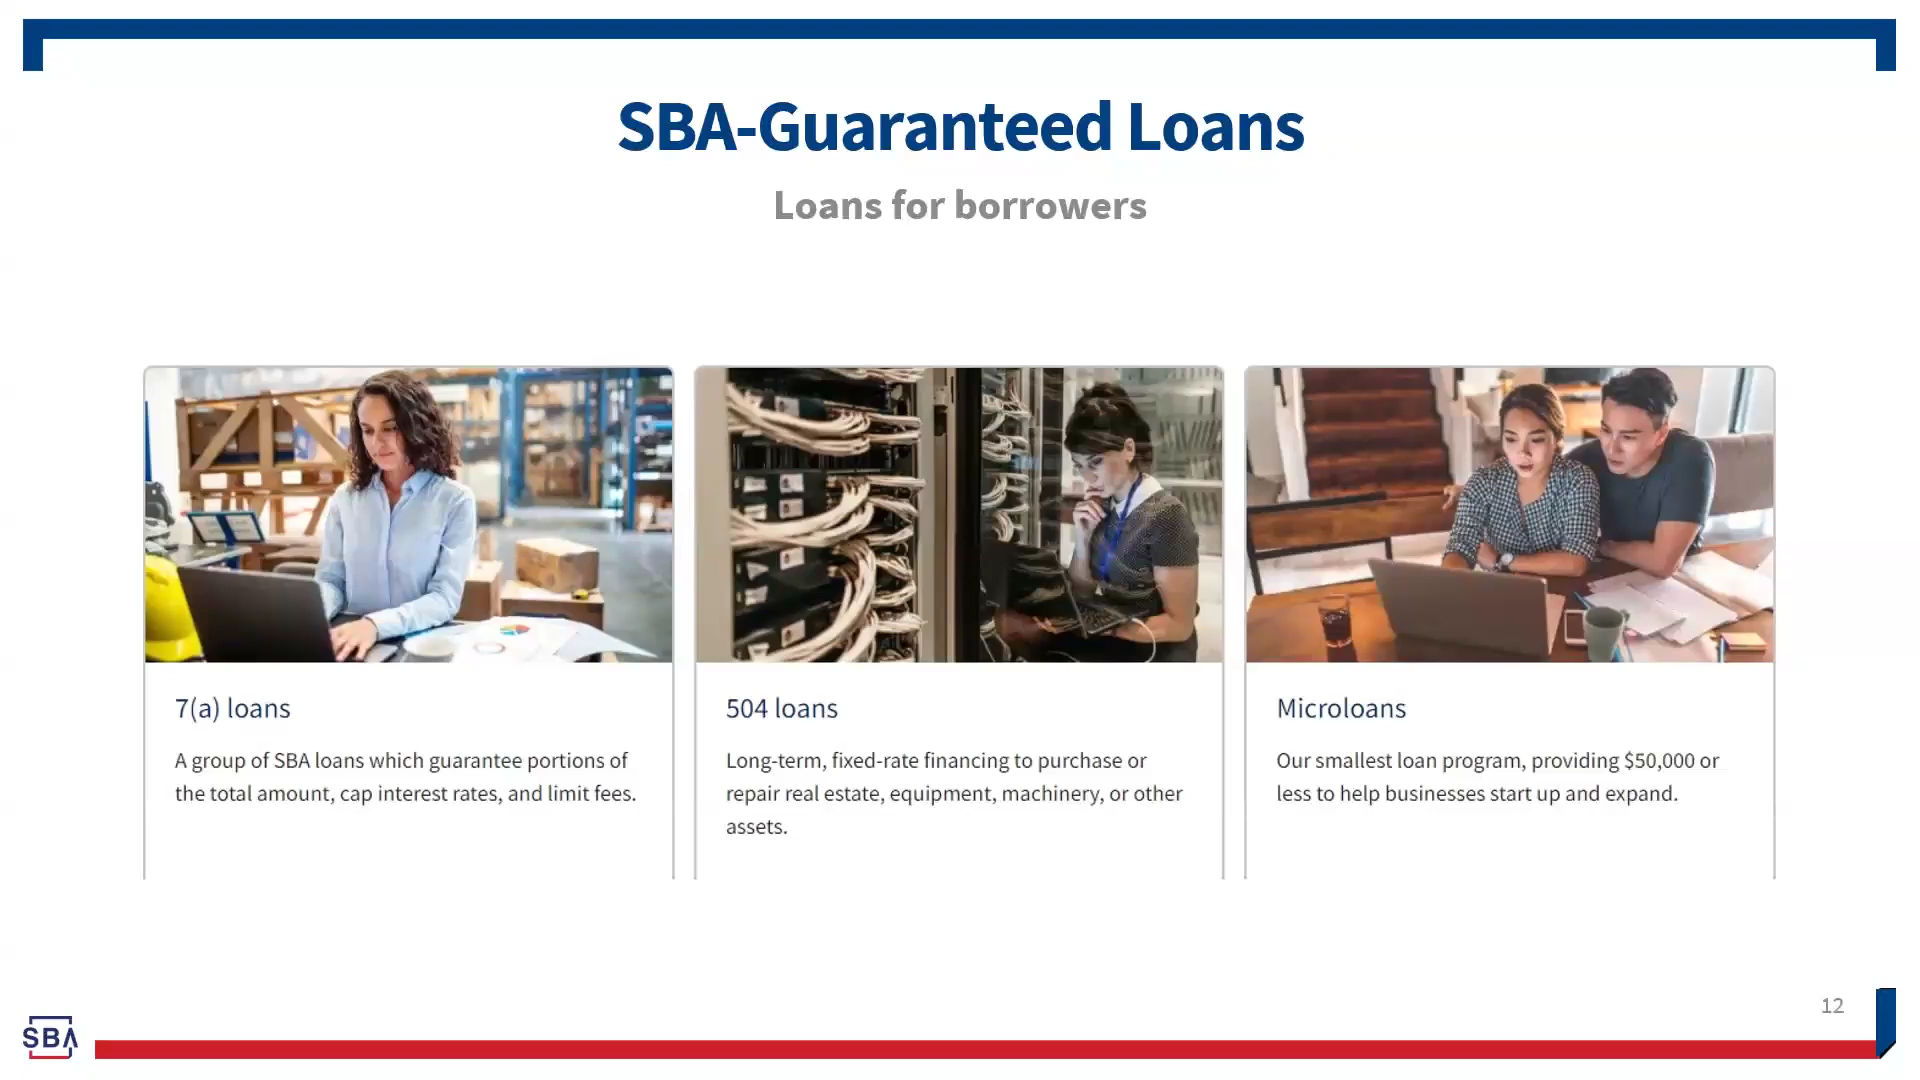 SBA-Guaranteed Loans
Loans for borrowers
7(a) loans
A group of SBA loans which guarantee portions of
the total amount, cap interest rates, and limit fees.
504 loans
Long-term, fixed-rate financing to purchase or
repair real estate, equipment, machinery, or other
assets.
Microloans
Our smallest loan program, providing $50,000 or
less to help businesses start up and expand.
12
SBA